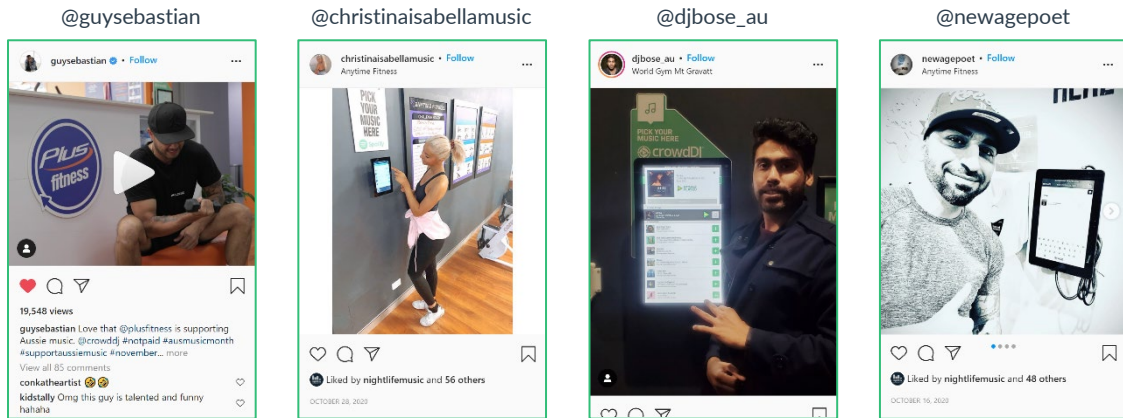 @guysebastian
guysebastian • Follow
Plus
fitness
19,548 views
guysebastian Love that @plusfitness is supporting
Aussie music. @crowddj #notpaid #ausmusicmonth
#supportaussiemusic #november... more
View all 85 comments
conkatheartist 🤣🤣
kidstally Omg this guy is talented and funny
hahaha
@christinaisabellamusic
christinaisabellamusic • Follow
Anytime Fitness
PICK
YOUR
MUSIC
HERE
Liked by nightlifemusic and 56 others
OCTOBER 28, 2020
@djbose_au
djbose_au • Follow
World Gym Mt Gravatt
PICK YOUR
MUSIC HERE
crowdDJ
@newagepoet
newagepoet • Follow
Anytime Fitness
Liked by nightlifemusic and 48 others
OCTOBER 16, 2020